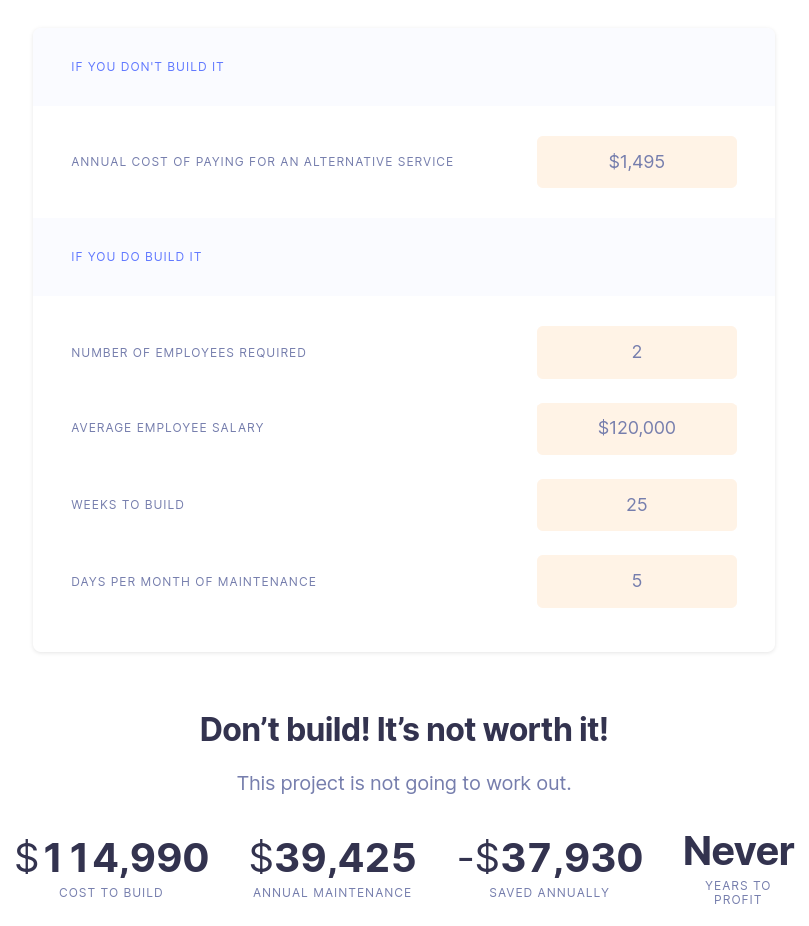 IF YOU DON'T BUILD IT
ANNUAL COST OF PAYING FOR AN ALTERNATIVE SERVICE
$1,495
IF YOU DO BUILD IT
NUMBER OF EMPLOYEES REQUIRED
2
AVERAGE EMPLOYEE SALARY
$120,000
WEEKS TO BUILD
25
DAYS PER MONTH OF MAINTENANCE
5
Don’t build! It’s not worth it!
This project is not going to work out.
$114,990
COST TO BUILD
$39,425
ANNUAL MAINTENANCE
-$37,930
SAVED ANNUALLY
Never
YEARS TO
PROFIT